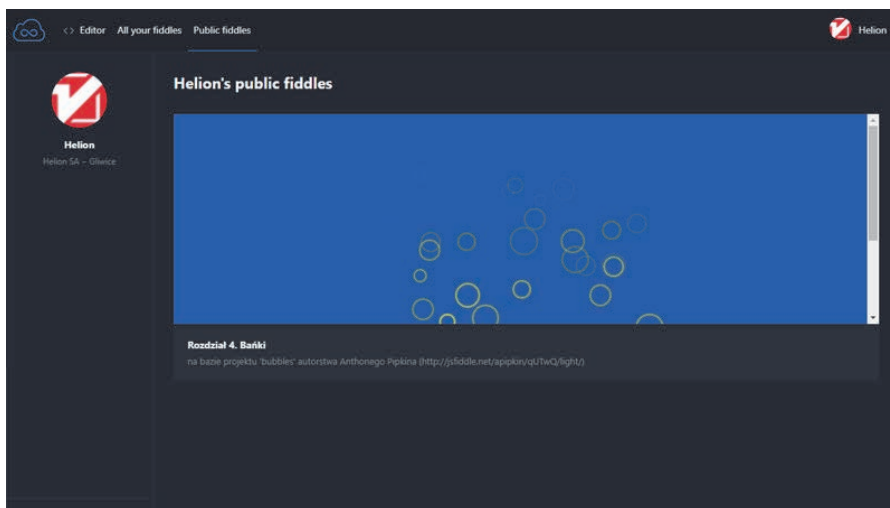 <> Editor All your fiddles Public fiddles Helion
Helion
Helion SA – Gliwice
Helion's public fiddles
Rozdział 4. Bańki
na bazie projektu 'bubbles' autorstwa Anthonego Pipkina (http://jsfiddle.net/apipkin/qUTwQ/light/)